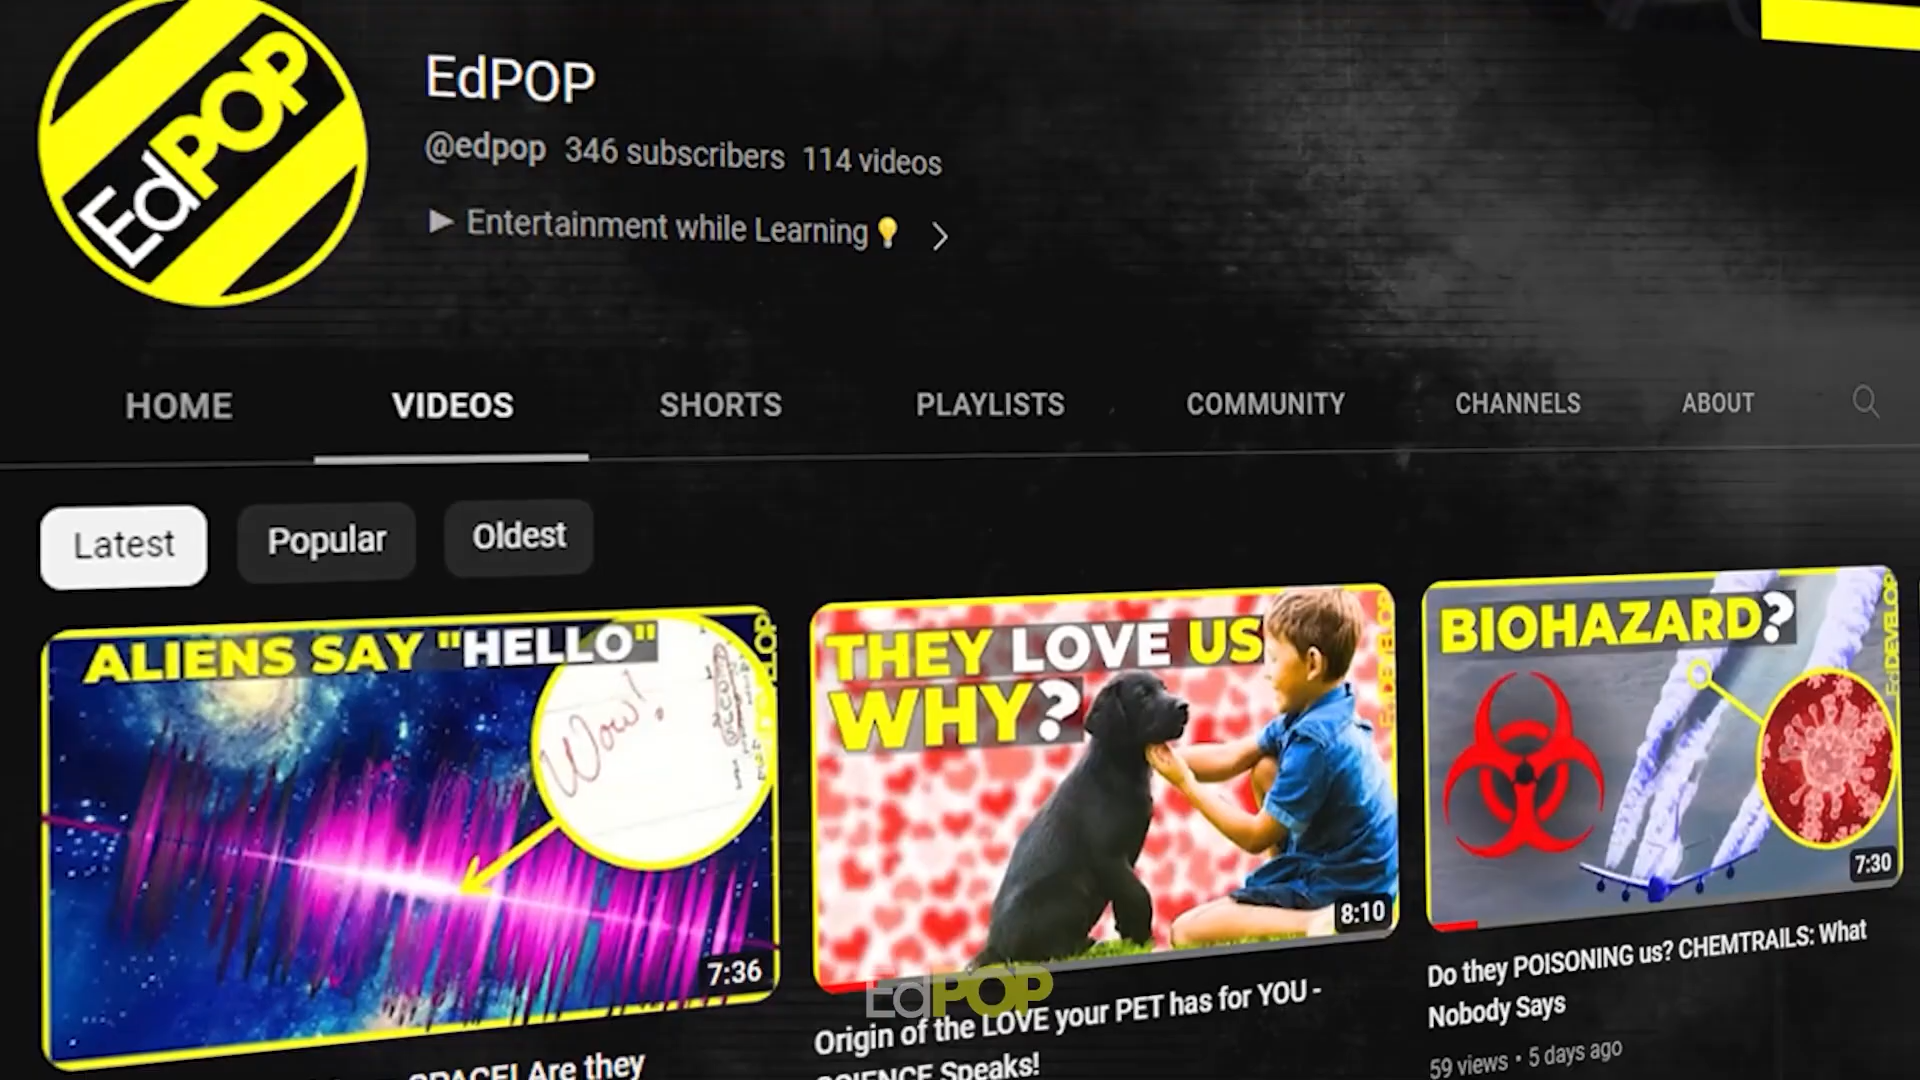 EdPOP
EdPOP
@edpop 346 subscribers 114 videos
Entertainment while Learning
HOME VIDEOS SHORTS PLAYLISTS COMMUNITY CHANNELS ABOUT
Latest Popular Oldest
ALIENS SAY "HELLO"
Wow!
7:36
THEY LOVE US
WHY?
8:10
BIOHAZARD?
EdDEVELOP
7:30
SPACE! Are they
EdPOP
Origin of the LOVE your PET has for YOU -
SCIENCE Speaks!
Do they POISONING us? CHEMTRAILS: What
Nobody Says
59 views • 5 days ago